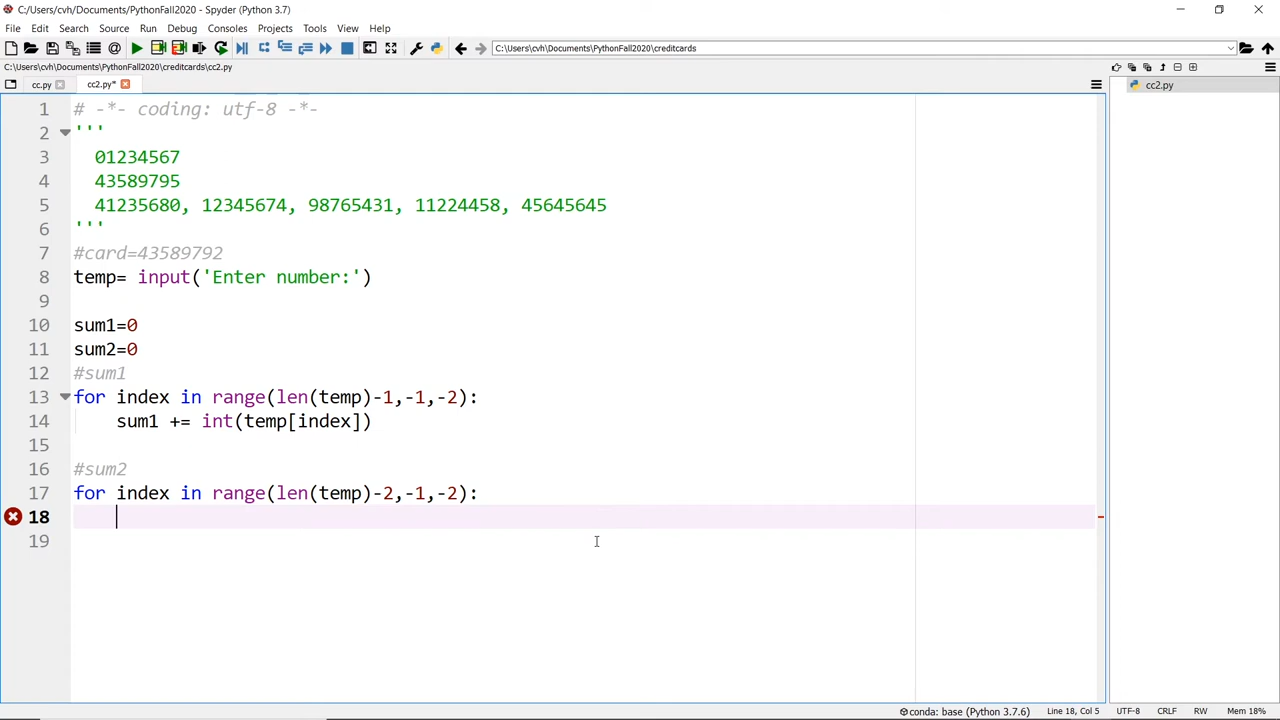 C:/Users/cvh/Documents/PythonFall2020 - Spyder (Python 3.7)
File Edit Search Source Run Debug Consoles Projects Tools View Help
C:\Users\cvh\Documents\PythonFall2020\creditcards
C:\Users\cvh\Documents\PythonFall2020\creditcards\cc2.py
cc.py cc2.py*
cc2.py
1 # -*- coding: utf-8 -*-
2 '''
3 01234567
4 43589795
5 41235680, 12345674, 98765431, 11224458, 45645645
6 '''
7 #card=43589792
8 temp= input('Enter number:')
9
10 sum1=0
11 sum2=0
12 #sum1
13 for index in range(len(temp)-1,-1,-2):
14 sum1 += int(temp[index])
15
16 #sum2
17 for index in range(len(temp)-2,-1,-2):
18
19
conda: base (Python 3.7.6) Line 18, Col 5 UTF-8 CRLF RW Mem 18%